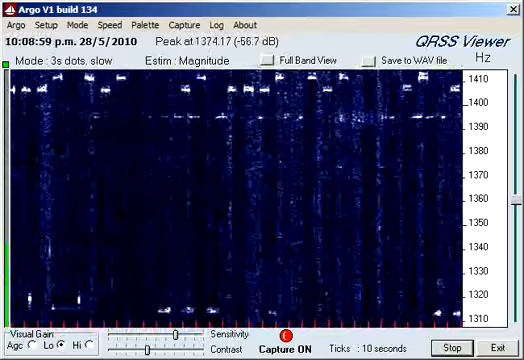 Argo V1 build 134
Argo Setup Mode Speed Palette Capture Log About
10:08:59 p.m. 28/5/2010 Peak at 1374.17 (-56.7 dB) QRSS Viewer
Mode : 3s dots, slow Estim : Magnitude Full Band View Save to WAV file Hz
1410
1400
1390
1380
1370
1360
1350
1340
1330
1320
1310
Visual Gain Sensitivity
Agc Lo Hi Contrast Capture ON Ticks : 10 seconds Stop Exit